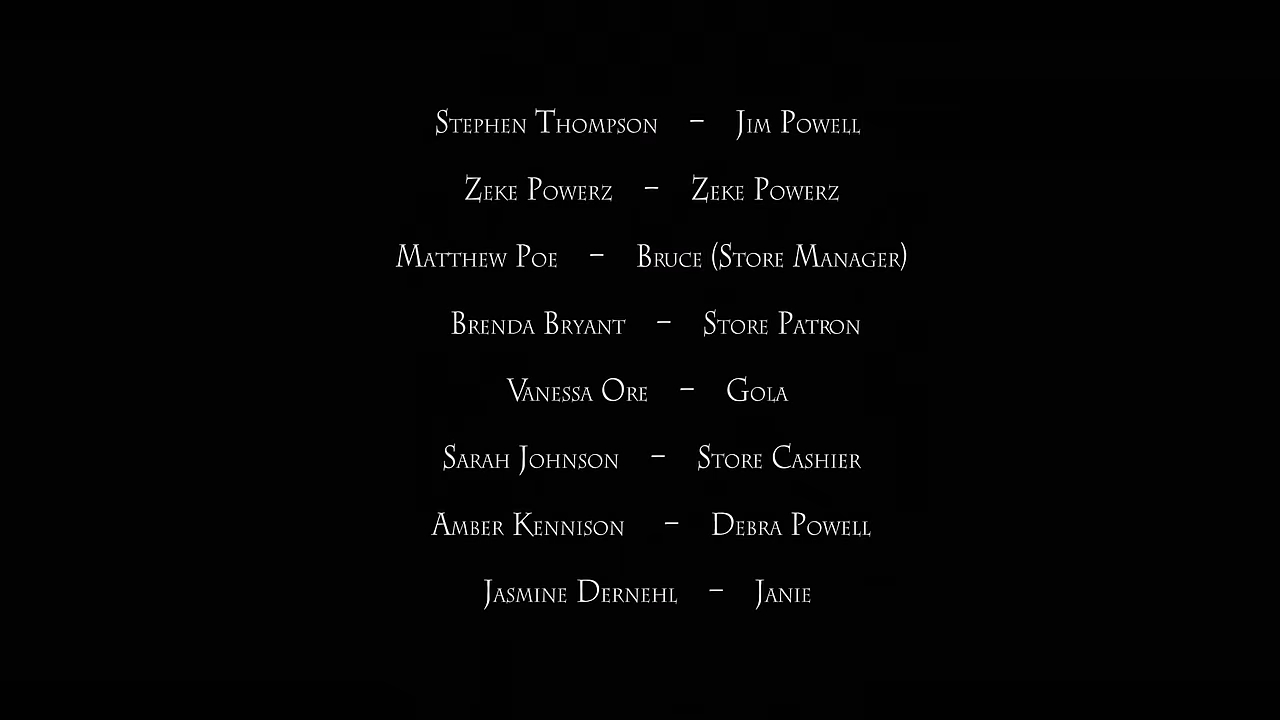 Stephen Thompson – Jim Powell
Zeke Powerz – Zeke Powerz
Matthew Poe – Bruce (Store Manager)
Brenda Bryant – Store Patron
Vanessa Ore – Gola
Sarah Johnson – Store Cashier
Amber Kennison – Debra Powell
Jasmine Dernehl – Janie